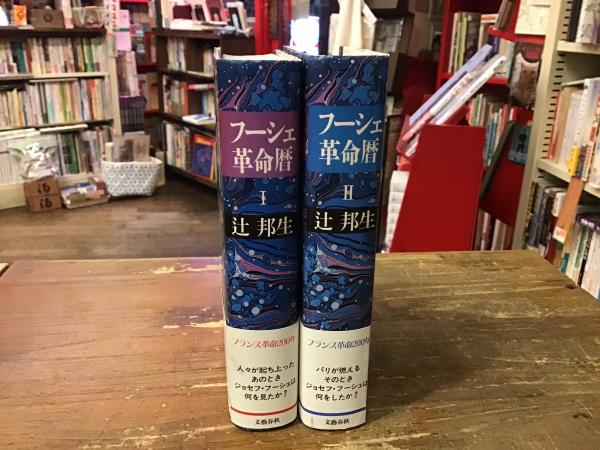 フーシェ
革命暦
I
辻 邦生
フランス革命200年
人々が起ち上った
あのとき
ジョセフ・フーシェは
何を見たか?
文藝春秋
フーシェ
革命暦
II
辻 邦生
フランス革命200年
パリが燃える
そのとき
ジョセフ・フーシェは
何をしたか?
文藝春秋